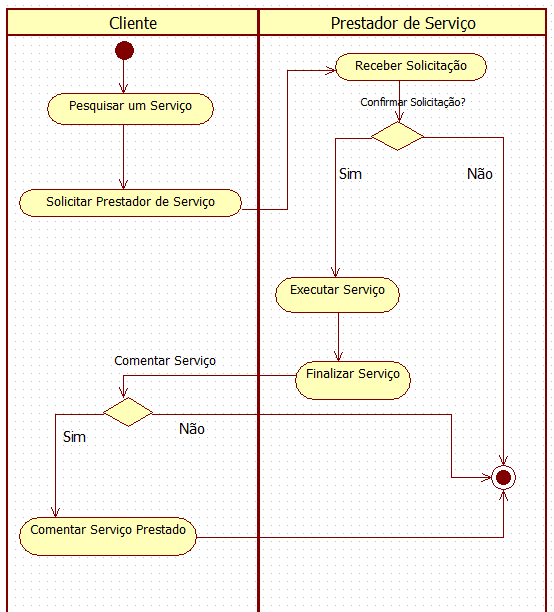 Cliente
Prestador de Serviço
Receber Solicitação
Pesquisar um Serviço
Confirmar Solicitação?
Sim
Não
Solicitar Prestador de Serviço
Executar Serviço
Comentar Serviço
Finalizar Serviço
Sim
Não
Comentar Serviço Prestado